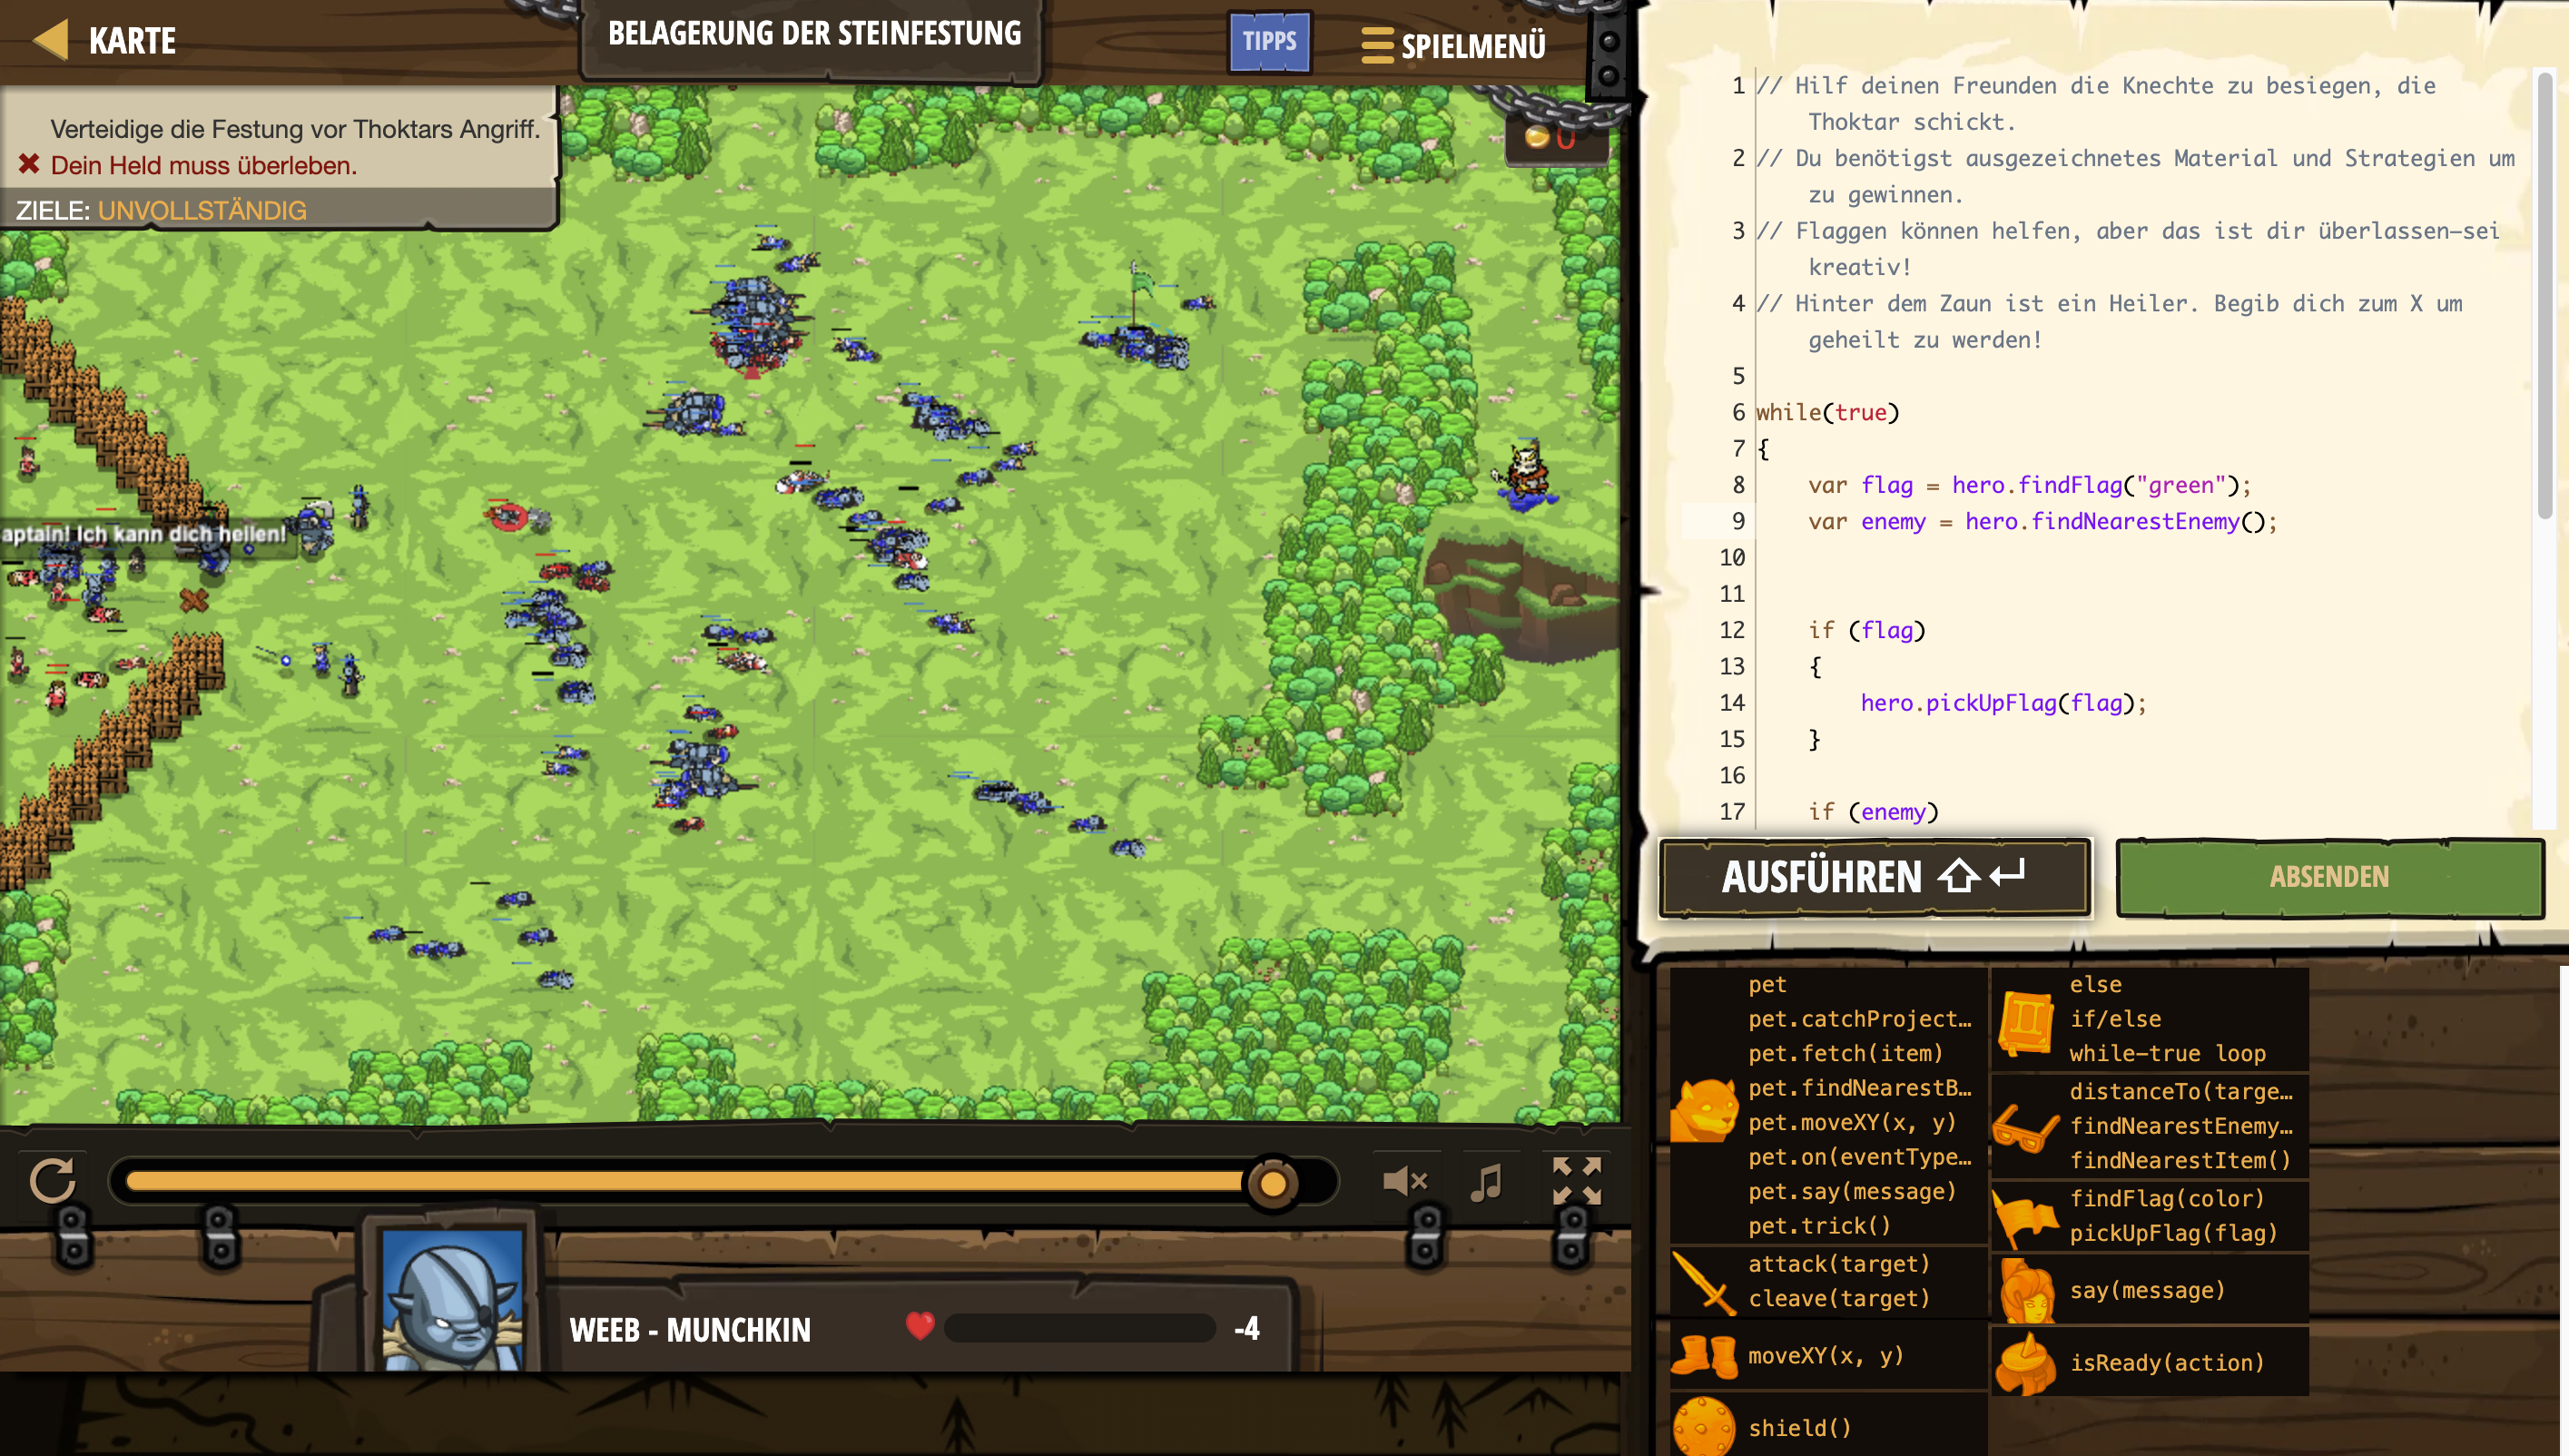 KARTE
BELAGERUNG DER STEINFESTUNG
TIPPS
SPIELMENÜ
Verteidige die Festung vor Thoktars Angriff.
Dein Held muss überleben.
ZIELE: UNVOLLSTÄNDIG
0
aptain! Ich kann dich heilen!
1 // Hilf deinen Freunden die Knechte zu besiegen, die
Thoktar schickt.
2 // Du benötigst ausgezeichnetes Material und Strategien um
zu gewinnen.
3 // Flaggen können helfen, aber das ist dir überlassen–sei
kreativ!
4 // Hinter dem Zaun ist ein Heiler. Begib dich zum X um
geheilt zu werden!
5
6 while(true)
7 {
8 var flag = hero.findFlag("green");
9 var enemy = hero.findNearestEnemy();
10
11
12 if (flag)
13 {
14 hero.pickUpFlag(flag);
15 }
16
17 if (enemy)
AUSFÜHREN
ABSENDEN
pet
pet.catchProject…
pet.fetch(item)
pet.findNearestB…
pet.moveXY(x, y)
pet.on(eventType…
pet.say(message)
pet.trick()
attack(target)
cleave(target)
moveXY(x, y)
shield()
else
if/else
while-true loop
distanceTo(targe…
findNearestEnemy…
findNearestItem()
findFlag(color)
pickUpFlag(flag)
say(message)
isReady(action)
WEEB - MUNCHKIN
-4